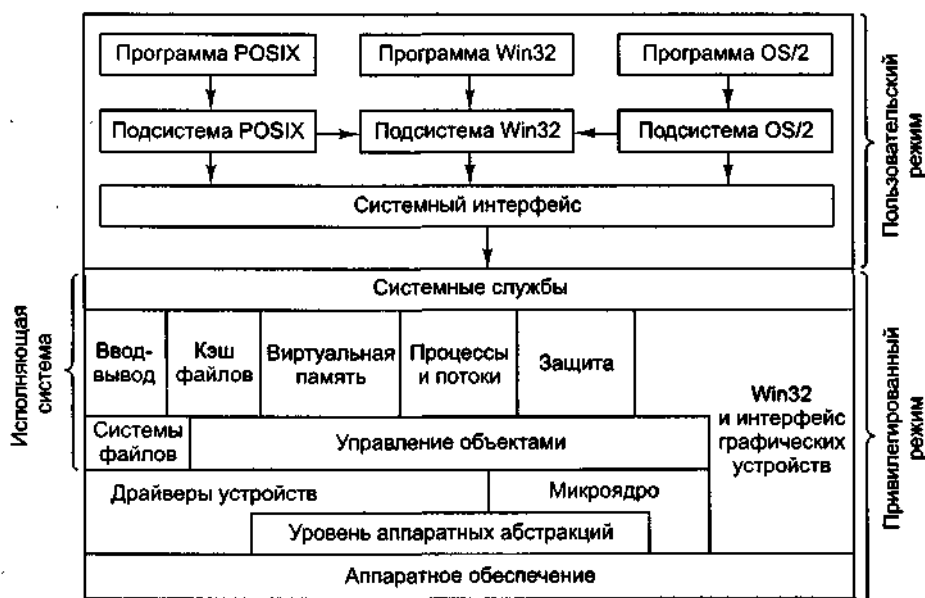 Программа POSIX
Программа Win32
Программа OS/2
Подсистема POSIX
Подсистема Win32
Подсистема OS/2
Системный интерфейс
Пользовательский
режим
Системные службы
Исполняющая
система
Ввод-
вывод
Кэш
файлов
Виртуальная
память
Процессы
и потоки
Защита
Win32
и интерфейс
графических
устройств
Привилегированный
режим
Системы
файлов
Управление объектами
Драйверы устройств
Микроядро
Уровень аппаратных абстракций
Аппаратное обеспечение